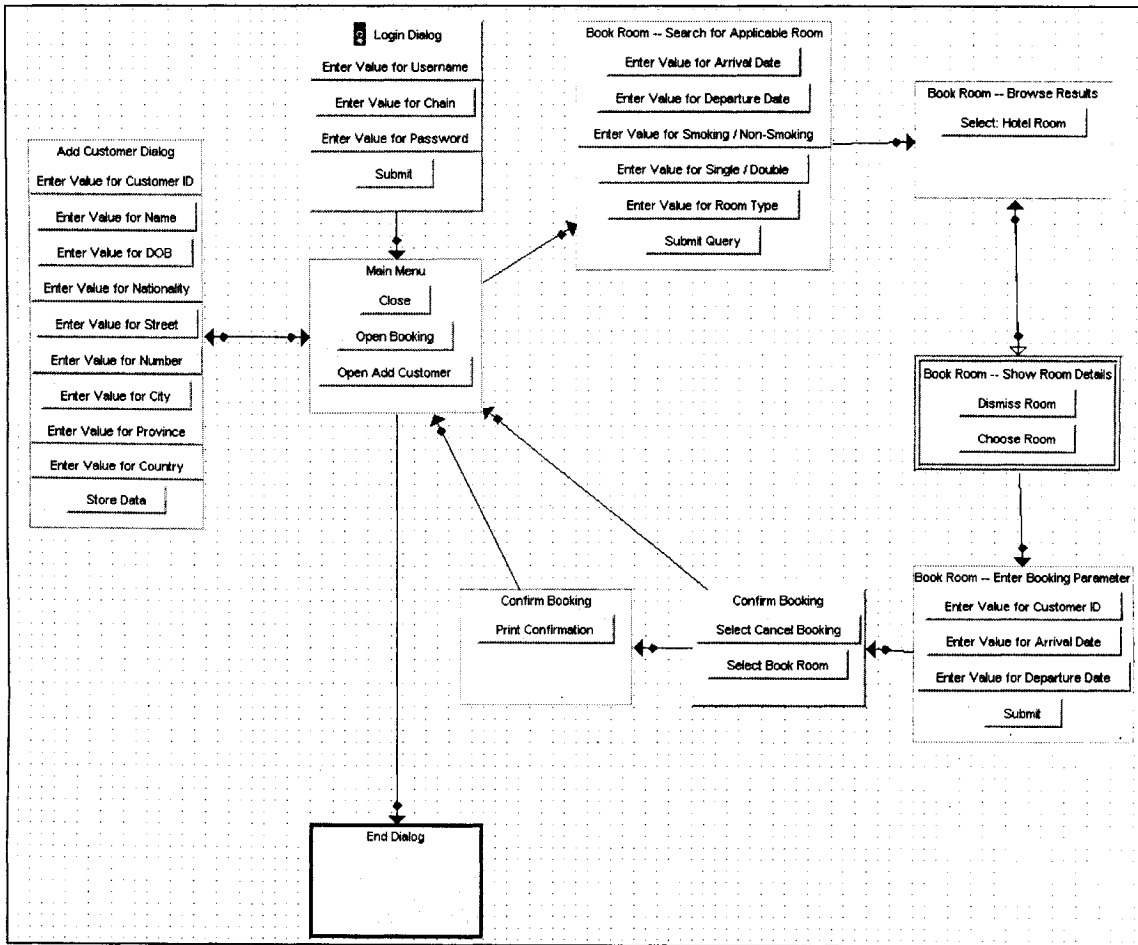 Login Dialog
Enter Value for Username
Enter Value for Chain
Enter Value for Password
Submit
Book Room -- Search for Applicable Room
Enter Value for Arrival Date
Enter Value for Departure Date
Enter Value for Smoking / Non-Smoking
Enter Value for Single / Double
Enter Value for Room Type
Submit Query
Book Room -- Browse Results
Select: Hotel Room
Add Customer Dialog
Enter Value for Customer ID
Enter Value for Name
Enter Value for DOB
Enter Value for Nationality
Enter Value for Street
Enter Value for Number
Enter Value for City
Enter Value for Province
Enter Value for Country
Store Data
Main Menu
Close
Open Booking
Open Add Customer
Book Room -- Show Room Details
Dismiss Room
Choose Room
Confirm Booking
Print Confirmation
Confirm Booking
Select Cancel Booking
Select Book Room
Book Room -- Enter Booking Parameter
Enter Value for Customer ID
Enter Value for Arrival Date
Enter Value for Departure Date
Submit
End Dialog